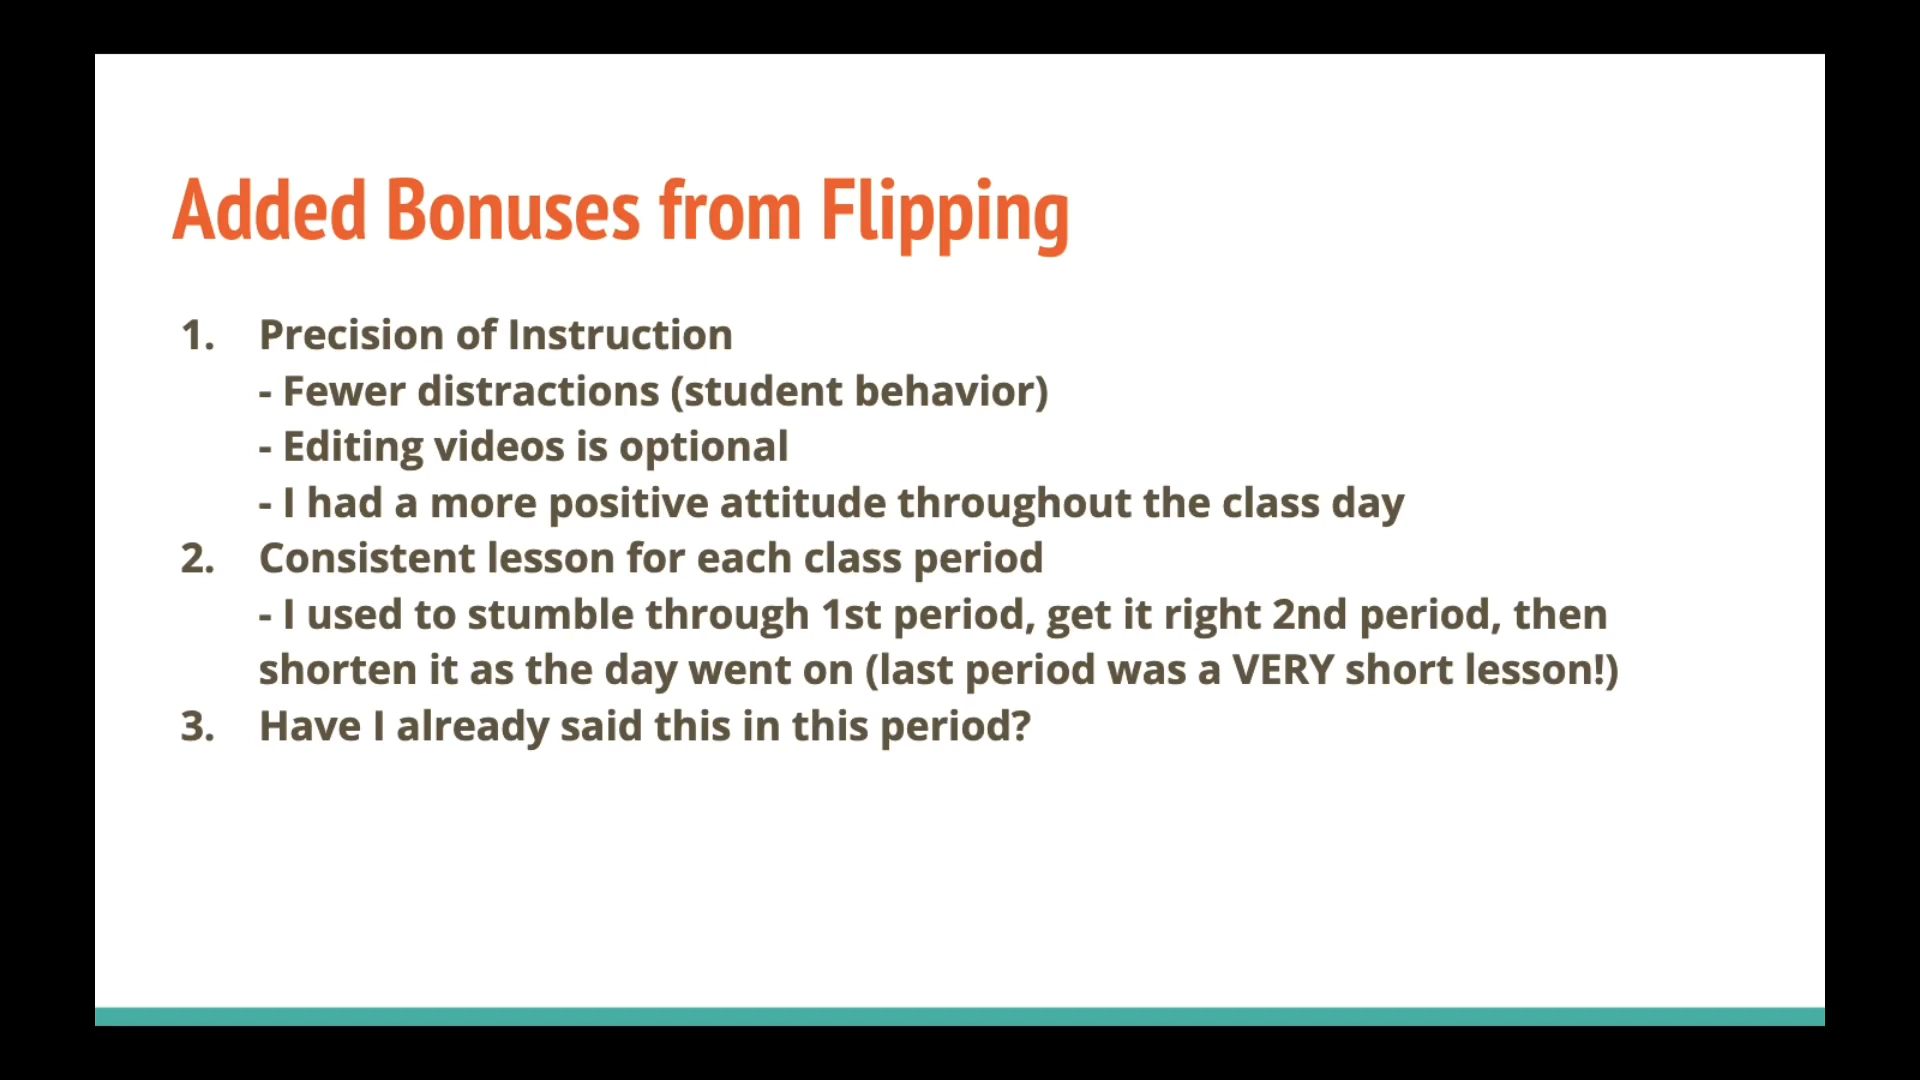 Added Bonuses from Flipping
1. Precision of Instruction
- Fewer distractions (student behavior)
- Editing videos is optional
- I had a more positive attitude throughout the class day
2. Consistent lesson for each class period
- I used to stumble through 1st period, get it right 2nd period, then
shorten it as the day went on (last period was a VERY short lesson!)
3. Have I already said this in this period?